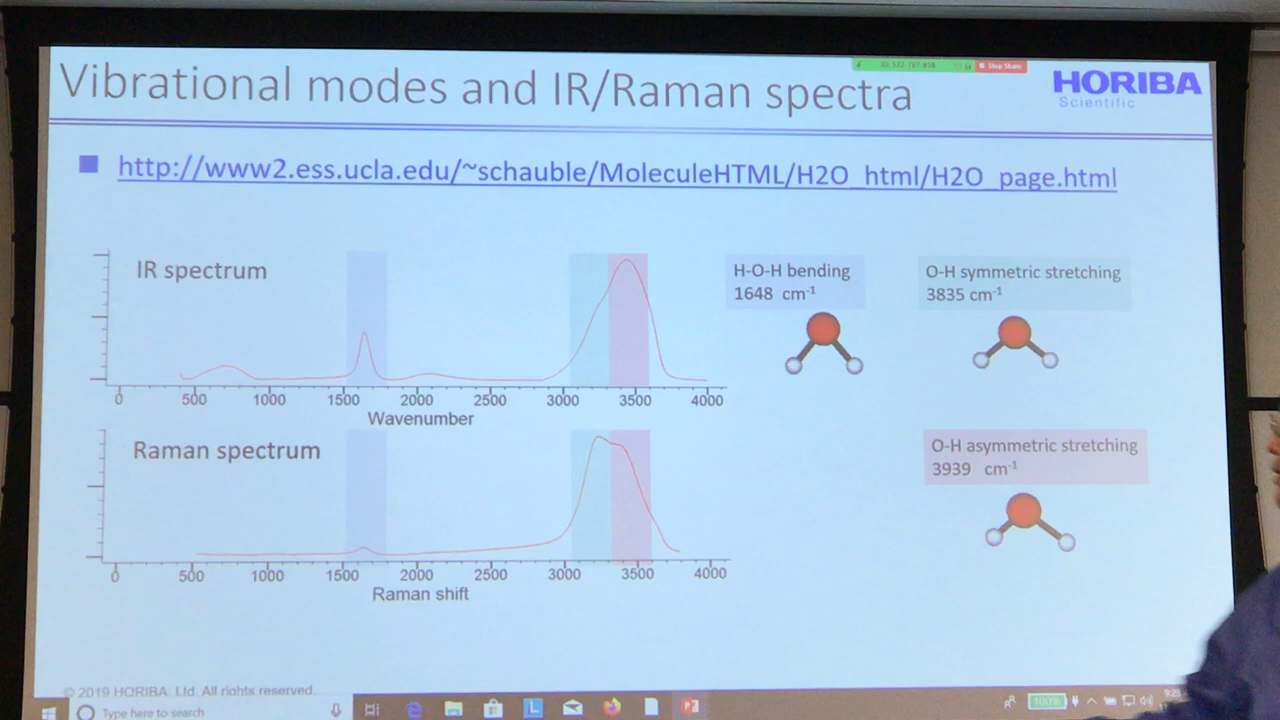 Vibrational modes and IR/Raman spectra
Stop Share
HORIBA
Scientific
http://www2.ess.ucla.edu/~schauble/MoleculeHTML/H2O_html/H2O_page.html
IR spectrum
0 500 1000 1500 2000 2500 3000 3500 4000
Wavenumber
H-O-H bending
1648 cm-1
O-H symmetric stretching
3835 cm-1
Raman spectrum
0 500 1000 1500 2000 2500 3000 3500 4000
Raman shift
O-H asymmetric stretching
3939 cm-1
© 2019 HORIBA, Ltd. All rights reserved.
Type here to search
100%